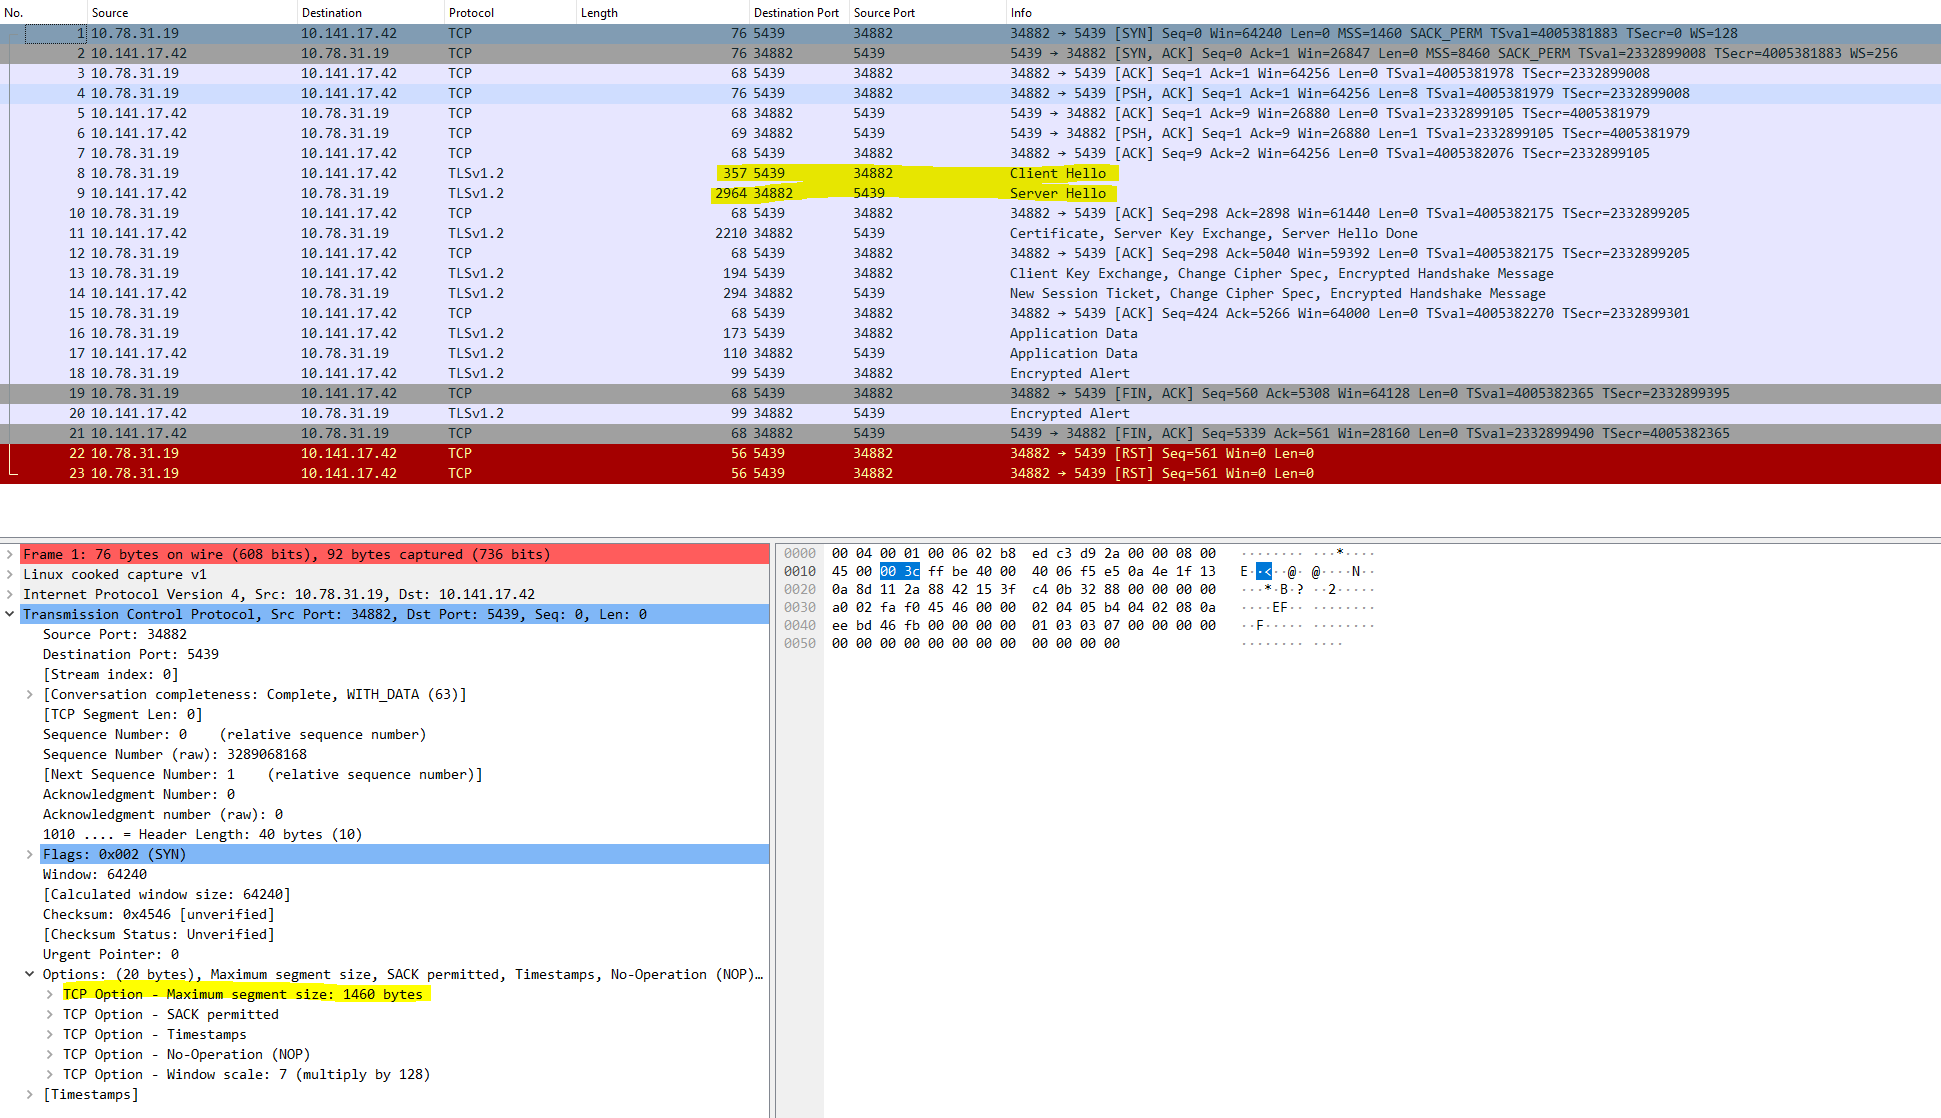 No. Source Destination Protocol Length Destination Port Source Port Info
1 10.78.31.19 10.141.17.42 TCP 76 5439 34882 34882 → 5439 [SYN] Seq=0 Win=64240 Len=0 MSS=1460 SACK_PERM TSval=4005381883 TSecr=0 WS=128
2 10.141.17.42 10.78.31.19 TCP 76 34882 5439 5439 → 34882 [SYN, ACK] Seq=0 Ack=1 Win=26847 Len=0 MSS=8460 SACK_PERM TSval=2332899008 TSecr=4005381883 WS=256
3 10.78.31.19 10.141.17.42 TCP 68 5439 34882 34882 → 5439 [ACK] Seq=1 Ack=1 Win=64256 Len=0 TSval=4005381978 TSecr=2332899008
4 10.78.31.19 10.141.17.42 TCP 76 5439 34882 34882 → 5439 [PSH, ACK] Seq=1 Ack=1 Win=64256 Len=8 TSval=4005381979 TSecr=2332899008
5 10.141.17.42 10.78.31.19 TCP 68 34882 5439 5439 → 34882 [ACK] Seq=1 Ack=9 Win=26880 Len=0 TSval=2332899105 TSecr=4005381979
6 10.141.17.42 10.78.31.19 TCP 69 34882 5439 5439 → 34882 [PSH, ACK] Seq=1 Ack=9 Win=26880 Len=1 TSval=2332899105 TSecr=4005381979
7 10.78.31.19 10.141.17.42 TCP 68 5439 34882 34882 → 5439 [ACK] Seq=9 Ack=2 Win=64256 Len=0 TSval=4005382076 TSecr=2332899105
8 10.78.31.19 10.141.17.42 TLSv1.2 357 5439 34882 Client Hello
9 10.141.17.42 10.78.31.19 TLSv1.2 2964 34882 5439 Server Hello
10 10.78.31.19 10.141.17.42 TCP 68 5439 34882 34882 → 5439 [ACK] Seq=298 Ack=2898 Win=61440 Len=0 TSval=4005382175 TSecr=2332899205
11 10.141.17.42 10.78.31.19 TLSv1.2 2210 34882 5439 Certificate, Server Key Exchange, Server Hello Done
12 10.78.31.19 10.141.17.42 TCP 68 5439 34882 34882 → 5439 [ACK] Seq=298 Ack=5040 Win=59392 Len=0 TSval=4005382175 TSecr=2332899205
13 10.78.31.19 10.141.17.42 TLSv1.2 194 5439 34882 Client Key Exchange, Change Cipher Spec, Encrypted Handshake Message
14 10.141.17.42 10.78.31.19 TLSv1.2 294 34882 5439 New Session Ticket, Change Cipher Spec, Encrypted Handshake Message
15 10.78.31.19 10.141.17.42 TCP 68 5439 34882 34882 → 5439 [ACK] Seq=424 Ack=5266 Win=64000 Len=0 TSval=4005382270 TSecr=2332899301
16 10.78.31.19 10.141.17.42 TLSv1.2 173 5439 34882 Application Data
17 10.141.17.42 10.78.31.19 TLSv1.2 110 34882 5439 Application Data
18 10.78.31.19 10.141.17.42 TLSv1.2 99 5439 34882 Encrypted Alert
19 10.78.31.19 10.141.17.42 TCP 68 5439 34882 34882 → 5439 [FIN, ACK] Seq=560 Ack=5308 Win=64128 Len=0 TSval=4005382365 TSecr=2332899395
20 10.141.17.42 10.78.31.19 TLSv1.2 99 34882 5439 Encrypted Alert
21 10.141.17.42 10.78.31.19 TCP 68 34882 5439 5439 → 34882 [FIN, ACK] Seq=5339 Ack=561 Win=28160 Len=0 TSval=2332899490 TSecr=4005382365
22 10.78.31.19 10.141.17.42 TCP 56 5439 34882 34882 → 5439 [RST] Seq=561 Win=0 Len=0
23 10.78.31.19 10.141.17.42 TCP 56 5439 34882 34882 → 5439 [RST] Seq=561 Win=0 Len=0
Frame 1: 76 bytes on wire (608 bits), 92 bytes captured (736 bits)
Linux cooked capture v1
Internet Protocol Version 4, Src: 10.78.31.19, Dst: 10.141.17.42
Transmission Control Protocol, Src Port: 34882, Dst Port: 5439, Seq: 0, Len: 0
Source Port: 34882
Destination Port: 5439
[Stream index: 0]
[Conversation completeness: Complete, WITH_DATA (63)]
[TCP Segment Len: 0]
Sequence Number: 0 (relative sequence number)
Sequence Number (raw): 3289068168
[Next Sequence Number: 1 (relative sequence number)]
Acknowledgment Number: 0
Acknowledgment number (raw): 0
1010 .... = Header Length: 40 bytes (10)
Flags: 0x002 (SYN)
Window: 64240
[Calculated window size: 64240]
Checksum: 0x4546 [unverified]
[Checksum Status: Unverified]
Urgent Pointer: 0
Options: (20 bytes), Maximum segment size, SACK permitted, Timestamps, No-Operation (NOP)…
TCP Option - Maximum segment size: 1460 bytes
TCP Option - SACK permitted
TCP Option - Timestamps
TCP Option - No-Operation (NOP)
TCP Option - Window scale: 7 (multiply by 128)
[Timestamps]
0000 00 04 00 01 00 06 02 b8 ed c3 d9 2a 00 00 08 00 ········ ···*····
0010 45 00 00 3c ff be 40 00 40 06 f5 e5 0a 4e 1f 13 E··<··@· @····N··
0020 0a 8d 11 2a 88 42 15 3f c4 0b 32 88 00 00 00 00 ···*·B·? ··2·····
0030 a0 02 fa f0 45 46 00 00 02 04 05 b4 04 02 08 0a ····EF·· ········
0040 ee bd 46 fb 00 00 00 00 01 03 03 07 00 00 00 00 ··F····· ········
0050 00 00 00 00 00 00 00 00 00 00 00 00 ········ ····